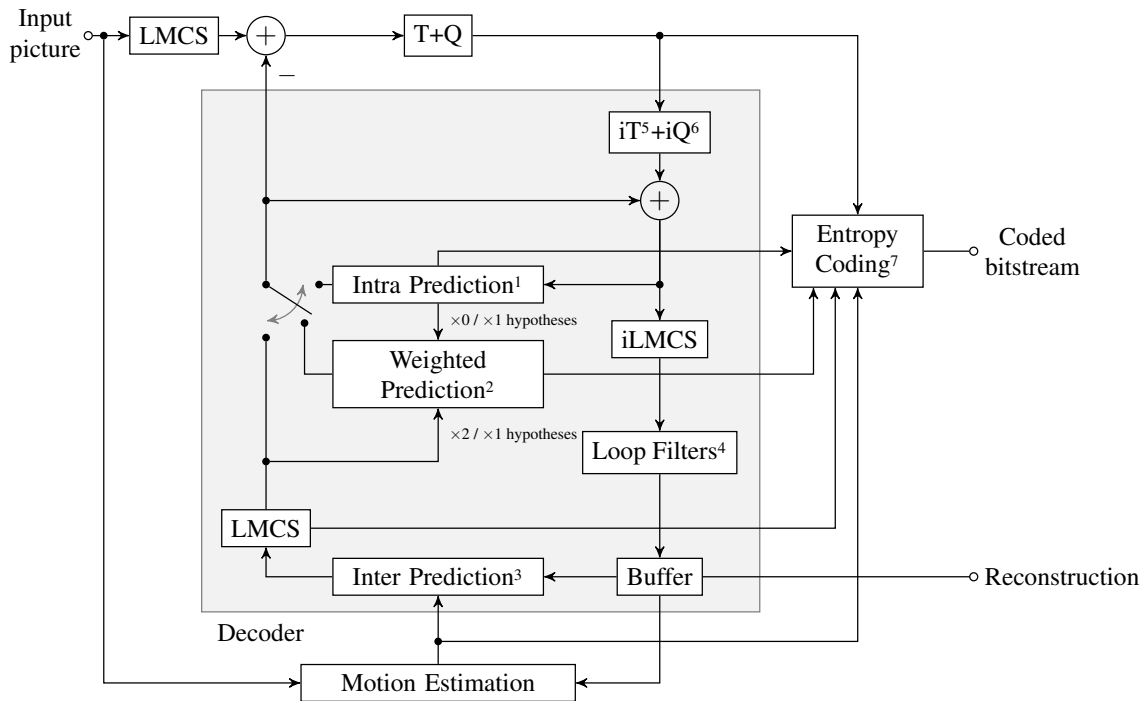 Input
picture
LMCS
+
T+Q
−
iT⁵+iQ⁶
+
Entropy
Coding⁷
Coded
bitstream
Intra Prediction¹
×0 / ×1 hypotheses
iLMCS
Weighted
Prediction²
×2 / ×1 hypotheses
Loop Filters⁴
LMCS
Inter Prediction³
Buffer
Reconstruction
Decoder
Motion Estimation